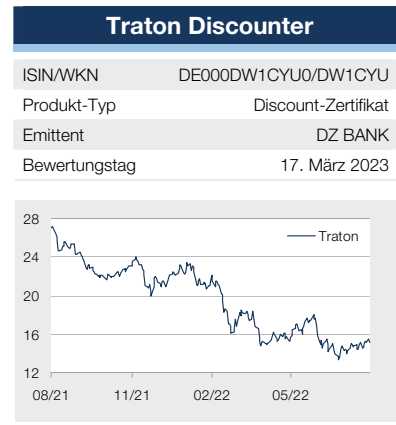 Traton Discounter
ISIN/WKN DE000DW1CYU0/DW1CYU
Produkt-Typ Discount-Zertifikat
Emittent DZ BANK
Bewertungstag 17. März 2023
28
Traton
24
20
16
12
08/21 11/21 02/22 05/22